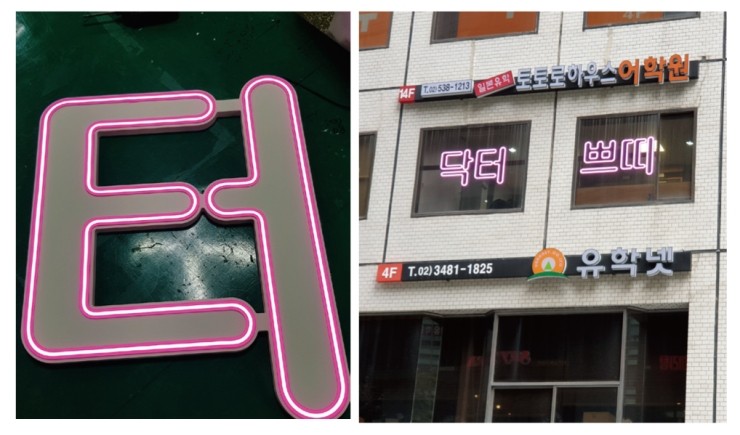 터
14F T.02) 538-1213 일본유학 토토로하우스 어학원
닥터 쁘띠
4F T.02) 3481-1825 유학넷